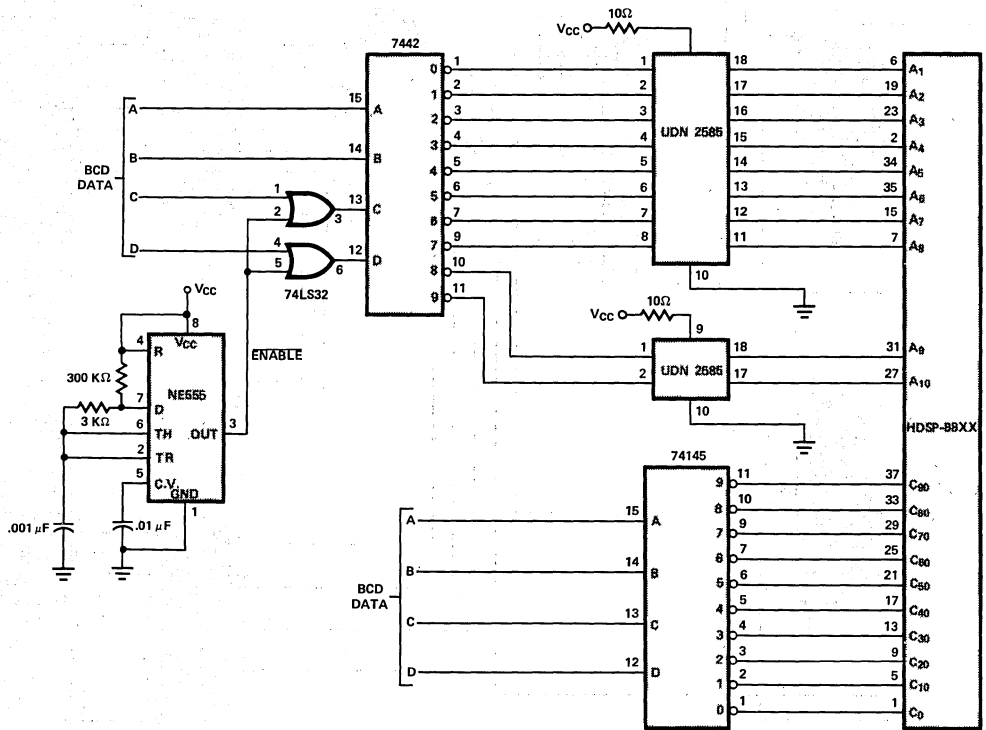 10Ω
VCC
7442
0 1 1 18 6 A1
1 2 2 17 19 A2
15 A
A
2 3 3 16 23 A3
UDN 2585
3 4 4 15 2 A4
B 14 B
4 5 5 14 34 A5
BCD
DATA
C 1
2 3 13 C
5 6 6 13 35 A6
6 7 7 12 15 A7
D 4
5 6 12 D
7 9 8 11 7 A8
74LS32
8 10
10
9 11
VCC
10Ω
VCC
9
8
VCC
4 R
ENABLE
1 18 31 A9
UDN 2585
2 17 27 A10
300 KΩ
NE555
7 D
3 KΩ
6 TH OUT 3
10
HDSP-88XX
2 TR
74145
5 C.V.
GND
1
9 11 37 C90
8 10 33 C80
.001 µF
.01 µF
A 15 A
7 9 29 C70
6 7 25 C60
B 14 B
5 6 21 C50
BCD
DATA
4 5 17 C40
C 13 C
3 4 13 C30
2 3 9 C20
D 12 D
1 2 5 C10
0 1 1 C0